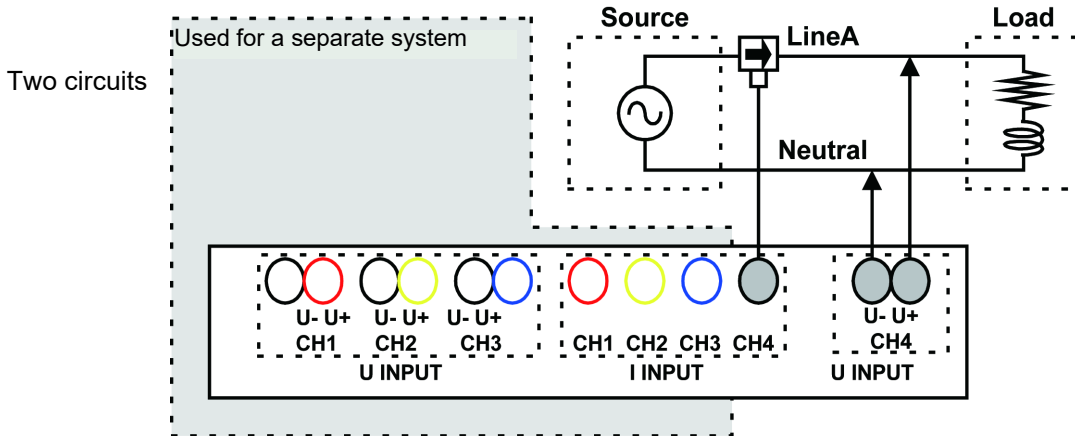 Source
Load
Used for a separate system
LineA
Two circuits
Neutral
U- U+
U- U+
U- U+
U- U+
CH1
CH2
CH3
CH1
CH2
CH3
CH4
CH4
U INPUT
I INPUT
U INPUT